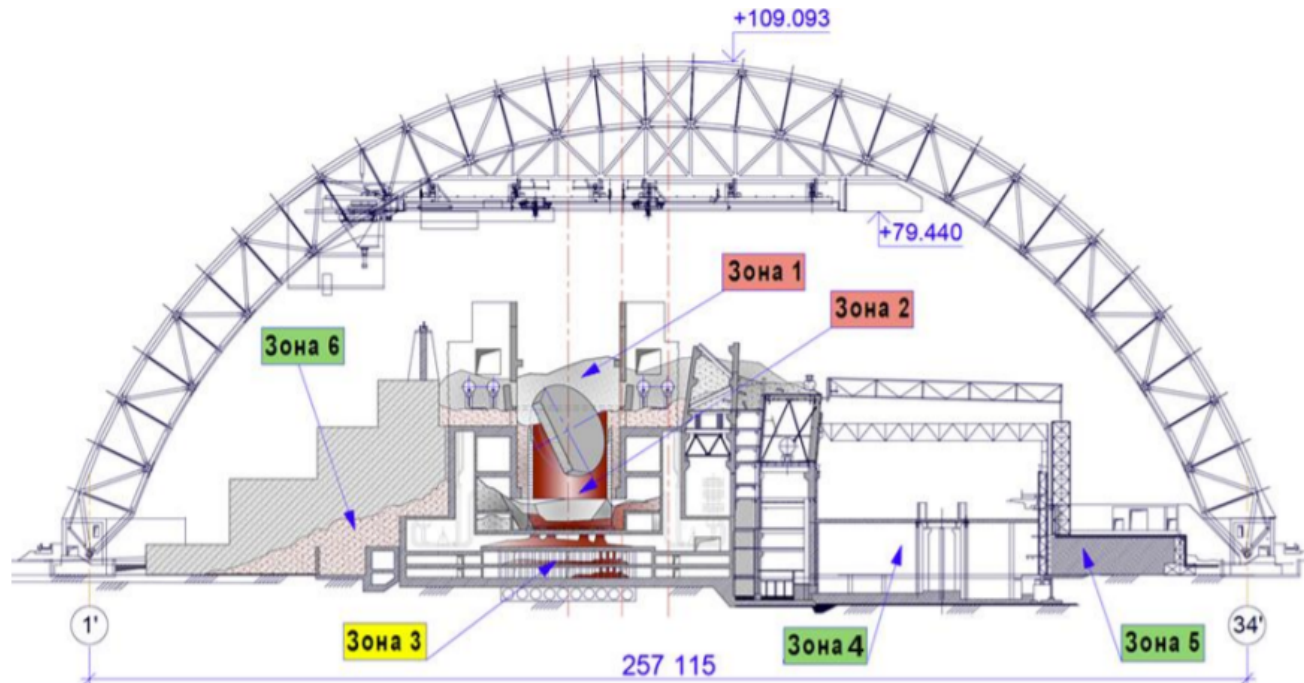 +109.093
+79.440
Зона 1
Зона 2
Зона 6
Зона 3
Зона 4
Зона 5
1'
34'
257 115